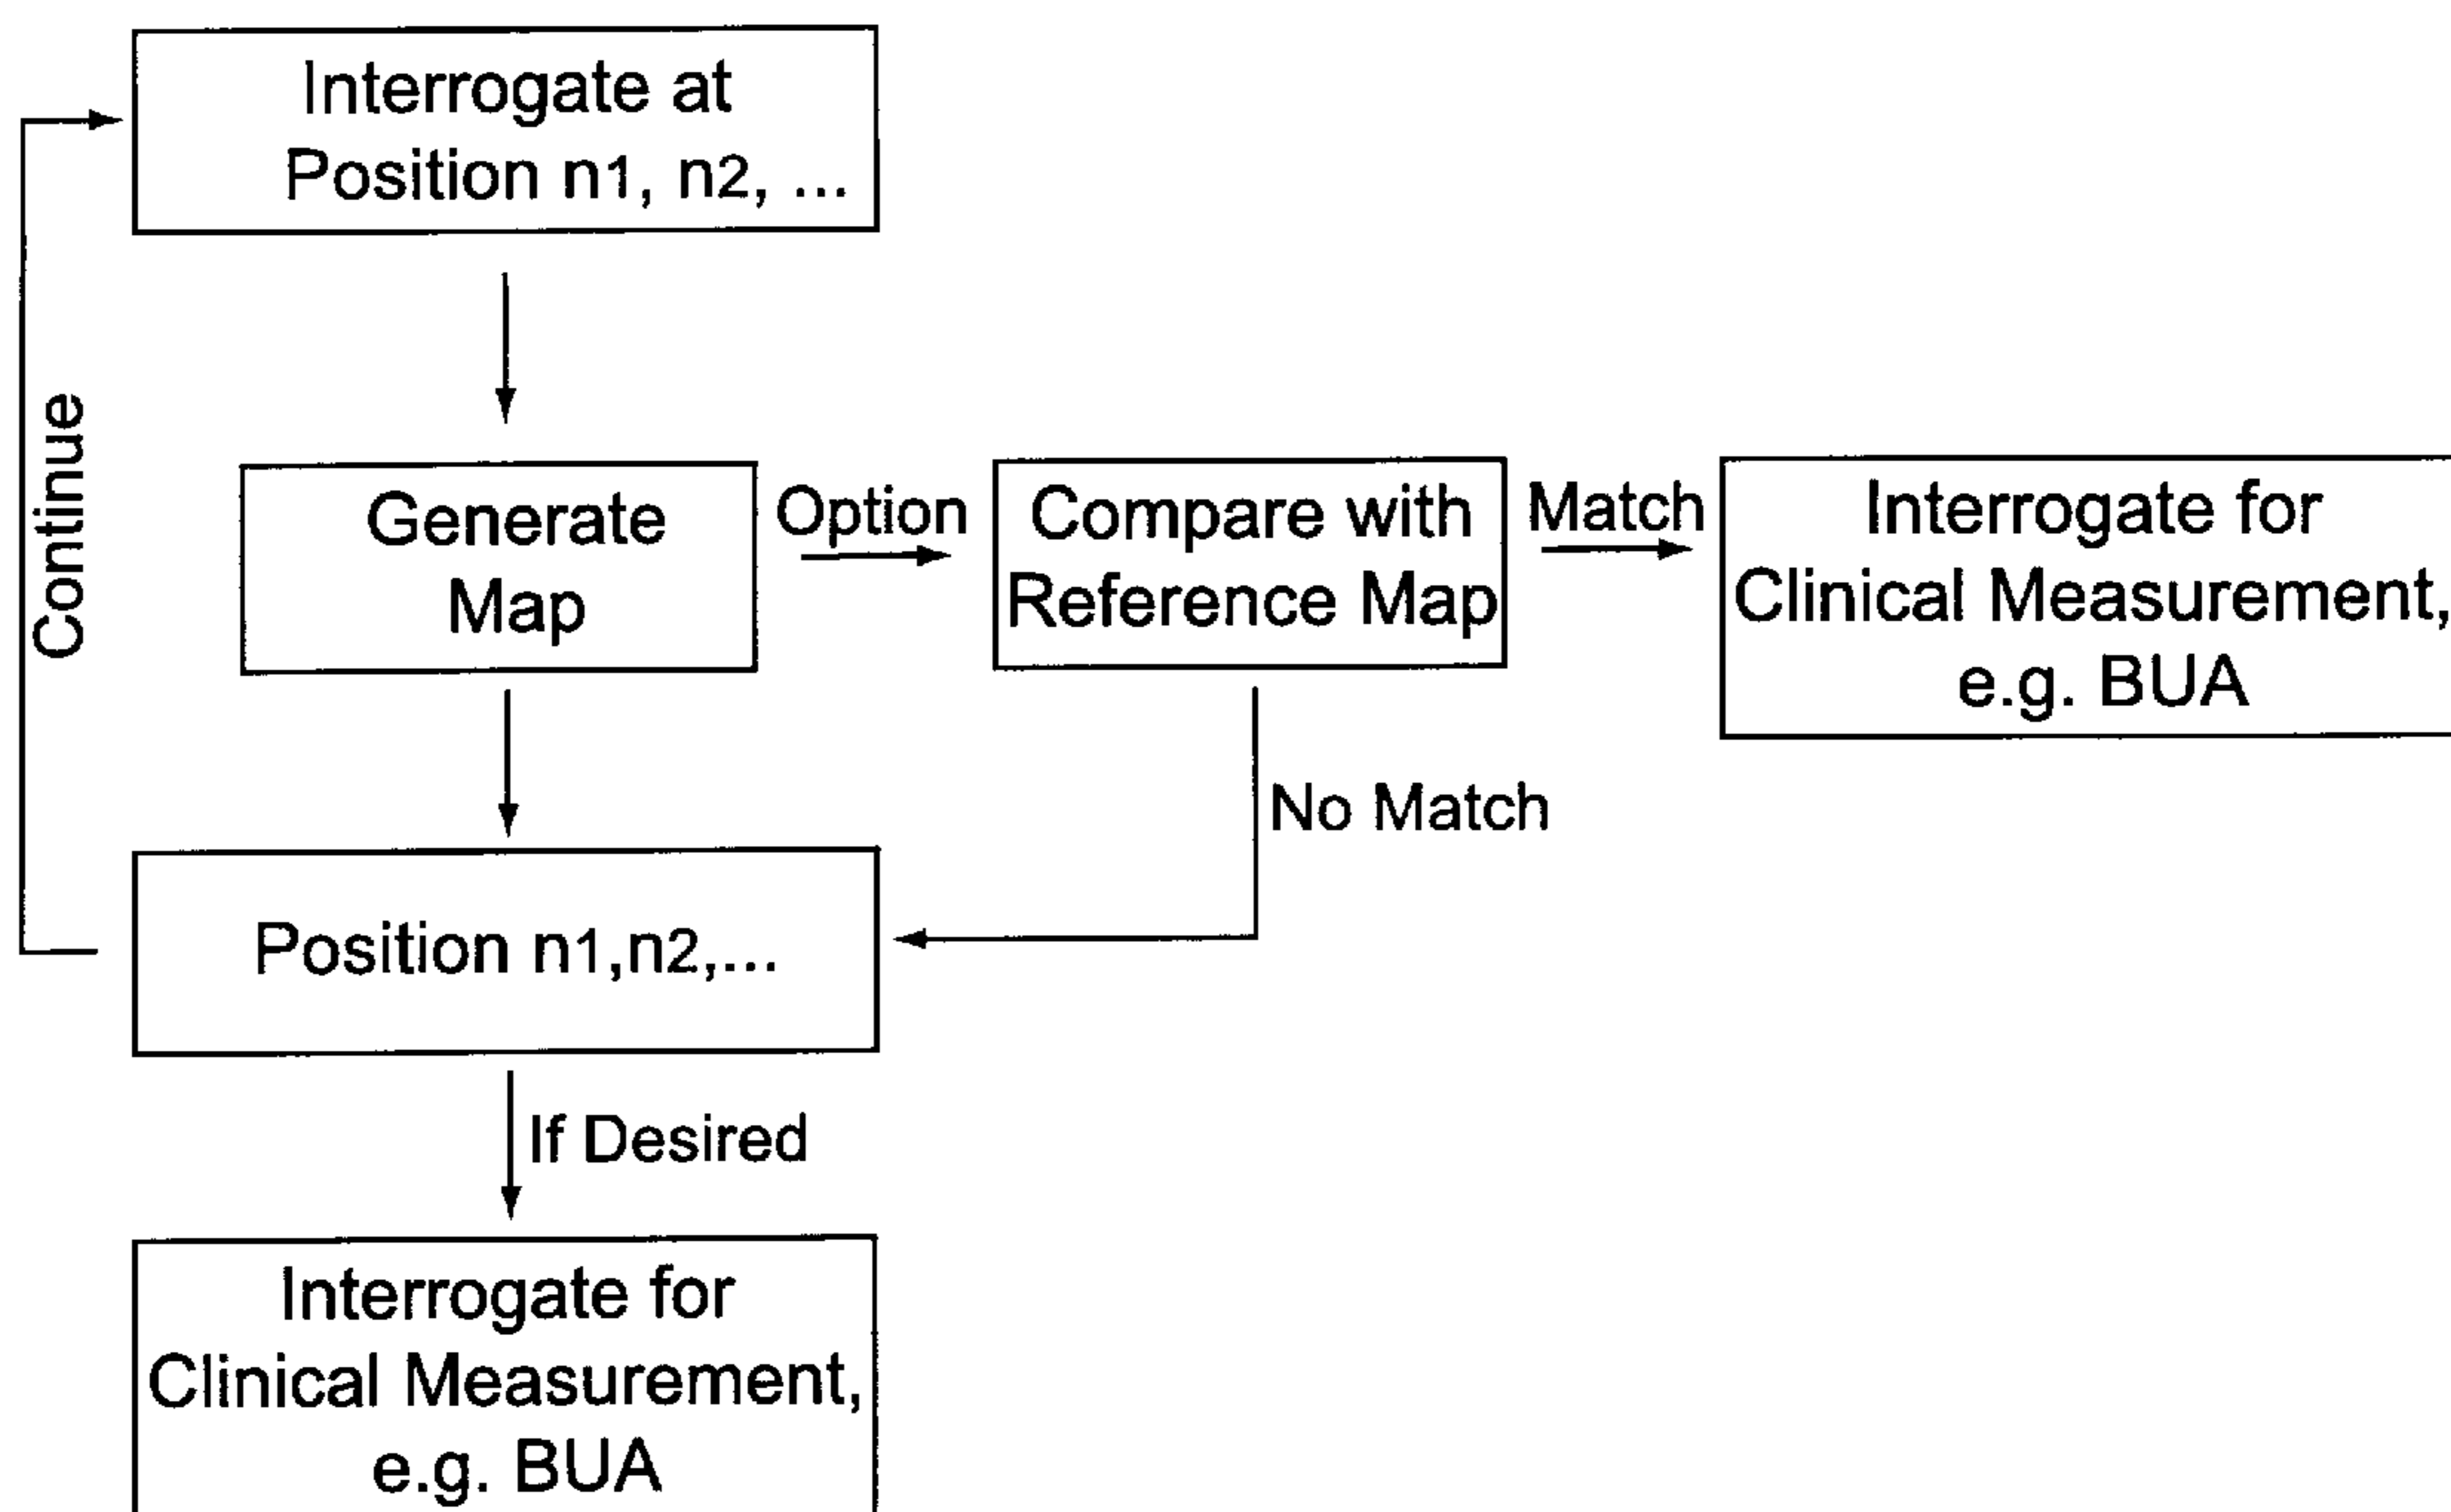 Interrogate at
Position n1, n2, ...
Continue
Generate
Map
Option
Compare with
Reference Map
Match
Interrogate for
Clinical Measurement,
e.g. BUA
No Match
Position n1,n2,...
If Desired
Interrogate for
Clinical Measurement,
e.g. BUA